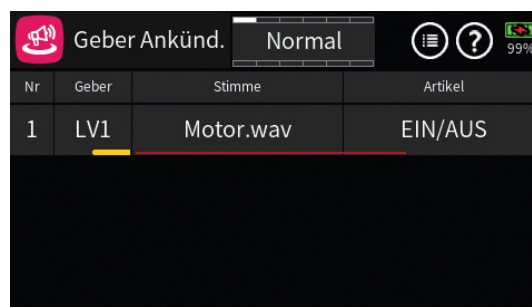 Geber Ankünd. Normal ? 99%
Nr Geber Stimme Artikel
1 LV1 Motor.wav EIN/AUS